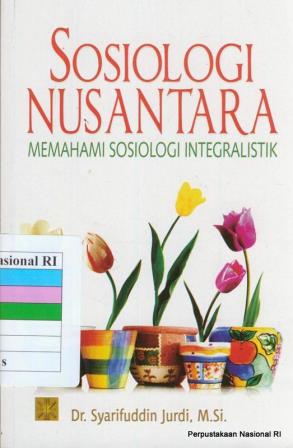 SOSIOLOGI
NUSANTARA
MEMAHAMI SOSIOLOGI INTEGRALISTIK
asional RI
s
Dr. Syarifuddin Jurdi, M.Si.
Perpustakaan Nasional RI